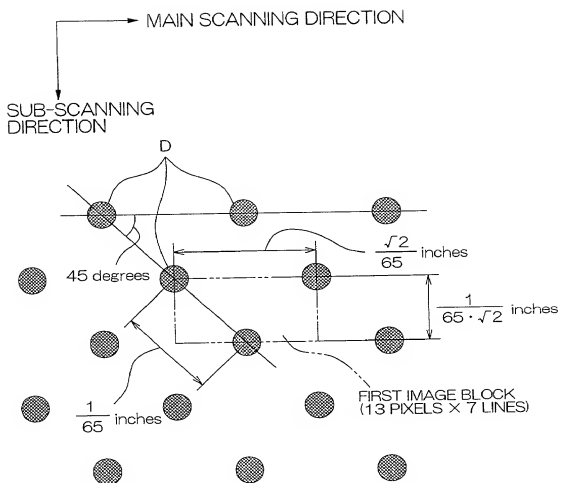 MAIN SCANNING DIRECTION
SUB-SCANNING
DIRECTION
D
45 degrees
√2/65 inches
1/(65·√2) inches
1/65 inches
FIRST IMAGE BLOCK
(13 PIXELS × 7 LINES)